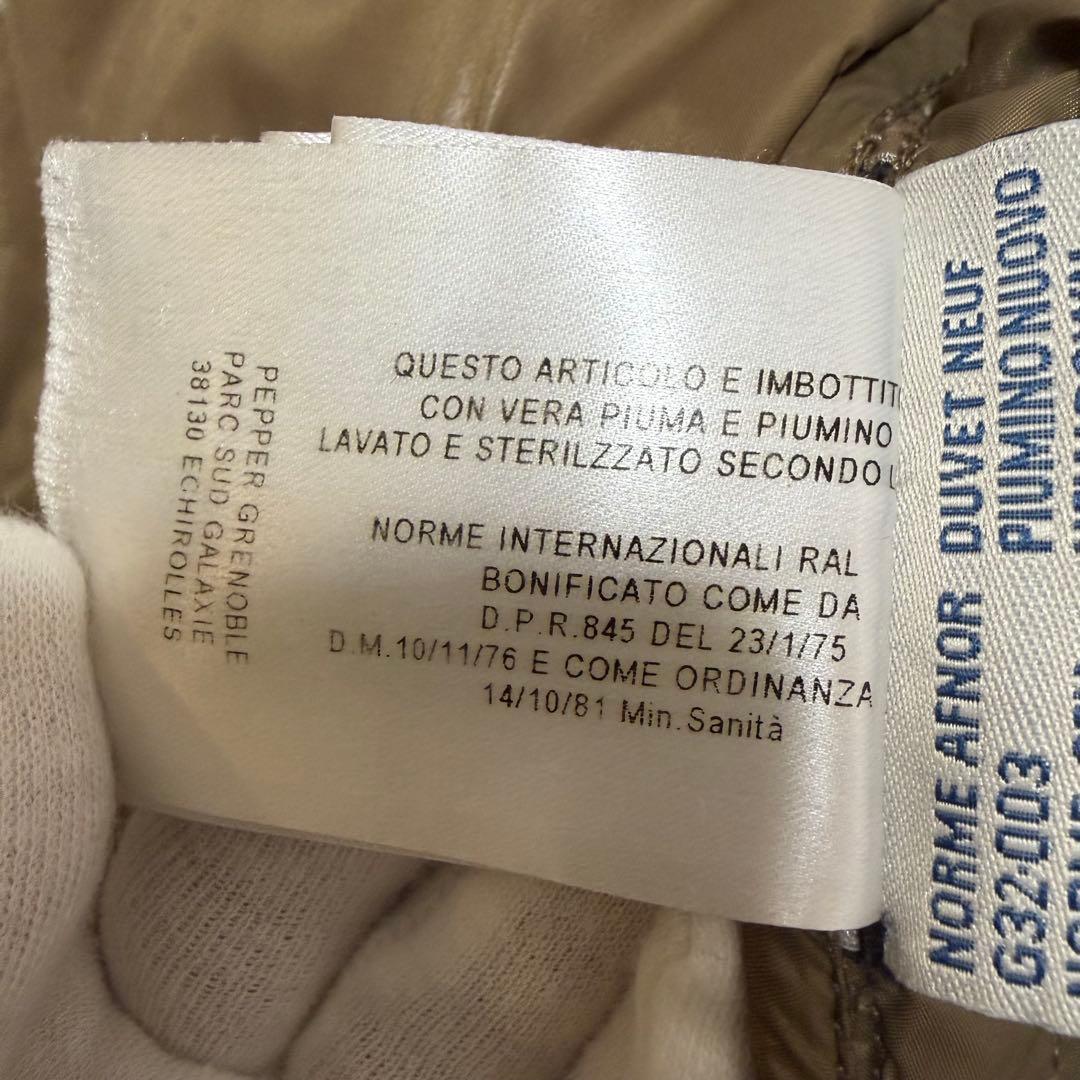 QUESTO ARTICOLO E IMBOTTIT
CON VERA PIUMA E PIUMINO
LAVATO E STERILZZATO SECONDO L
NORME INTERNAZIONALI RAL
BONIFICATO COME DA
D.P.R.845 DEL 23/1/75
D.M.10/11/76 E COME ORDINANZA
14/10/81 Min.Sanità
PEPPER GRENOBLE
PARC SUD GALAXIE
38130 ECHIROLLES
NORME AFNOR DUVET NEUF
G32-003 PIUMINO NUOVO